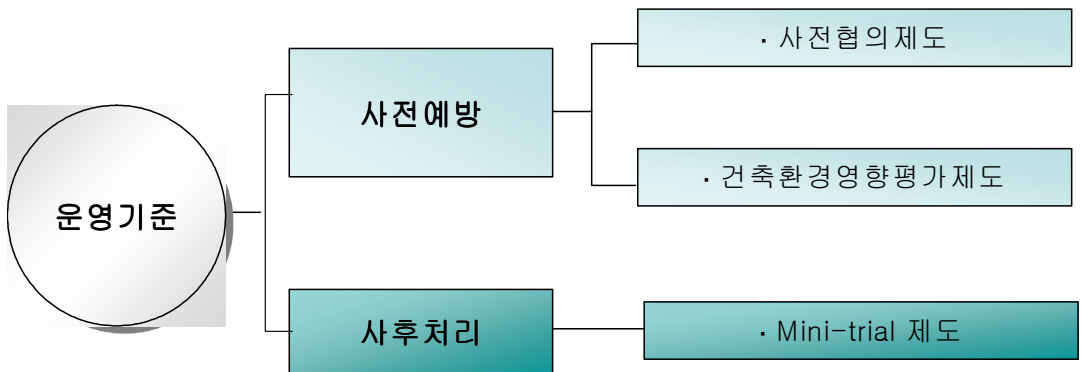 운영기준
사전예방
· 사전협의제도
· 건축환경영향평가제도
사후처리
· Mini-trial 제도